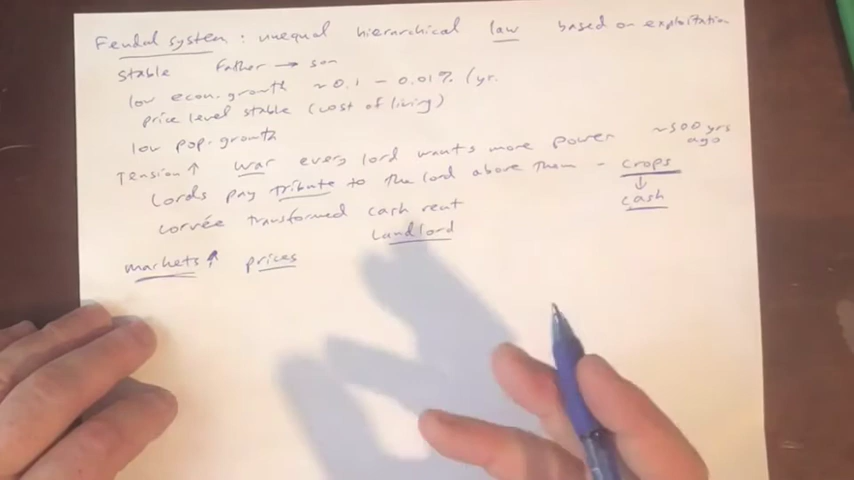 Feudal system : unequal hierarchical law based on exploitation
stable Father → son
low econ. growth ~0.1 - 0.01% /yr.
price level stable (cost of living)
low pop. growth
Tension ↑ war every lord wants more power ~500 yrs ago
Lords pay tribute to the lord above them - crops
↓
cash
corvée transformed cash rent
Landlord
markets ↑ prices